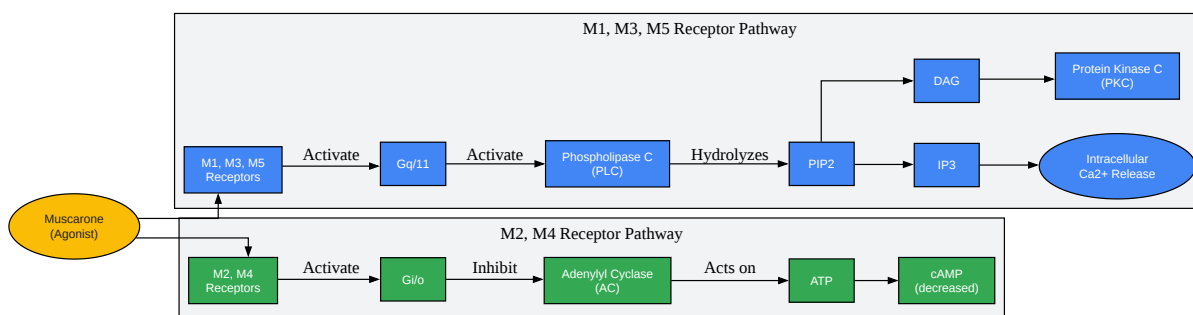 M1, M3, M5 Receptor Pathway
DAG
Protein Kinase C
(PKC)
M1, M3, M5
Receptors
Activate
Gq/11
Activate
Phospholipase C
(PLC)
Hydrolyzes
PIP2
IP3
Intracellular
Ca2+ Release
Muscarone
(Agonist)
M2, M4 Receptor Pathway
M2, M4
Receptors
Activate
Gi/o
Inhibit
Adenylyl Cyclase
(AC)
Acts on
ATP
cAMP
(decreased)